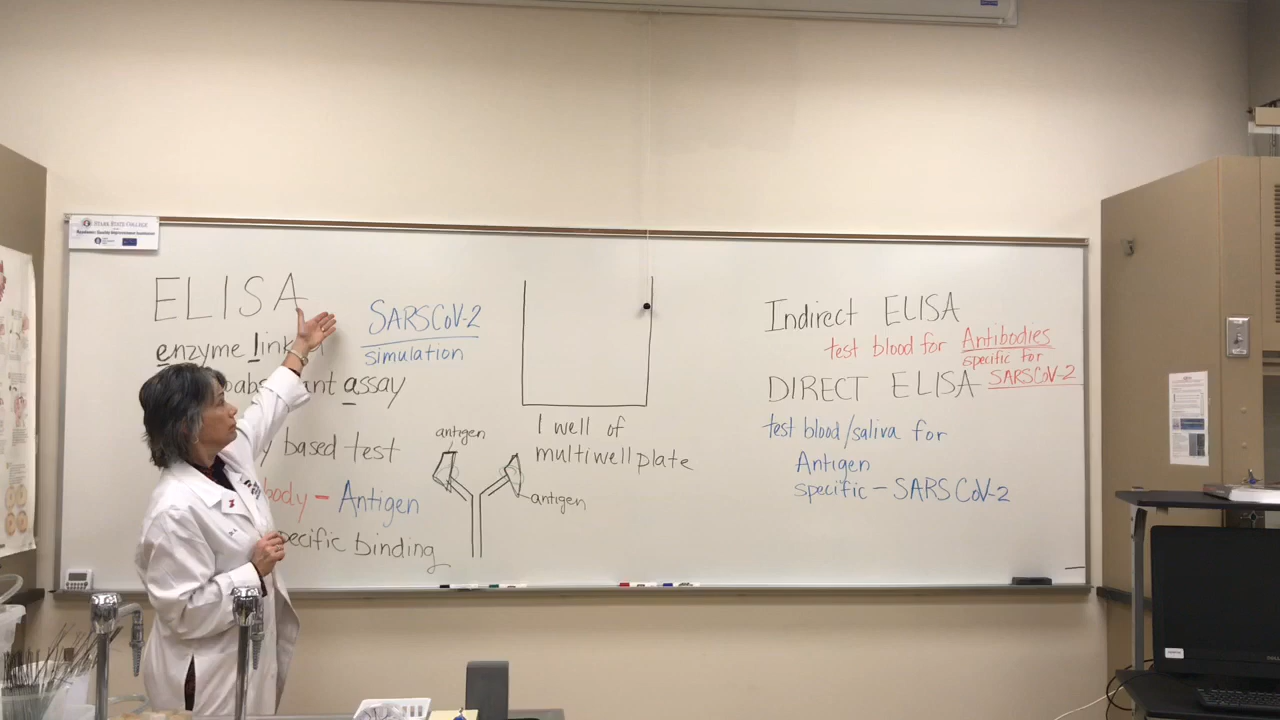 ELISA
enzyme
assay
SARSCoV-2
simulation
based test
body - Antigen
binding
antigen
antigen
1 well of
multiwell plate
Indirect ELISA
test blood for Antibodies
specific for
SARSCoV-2
DIRECT ELISA
test blood/saliva for
Antigen
specific - SARS CoV-2